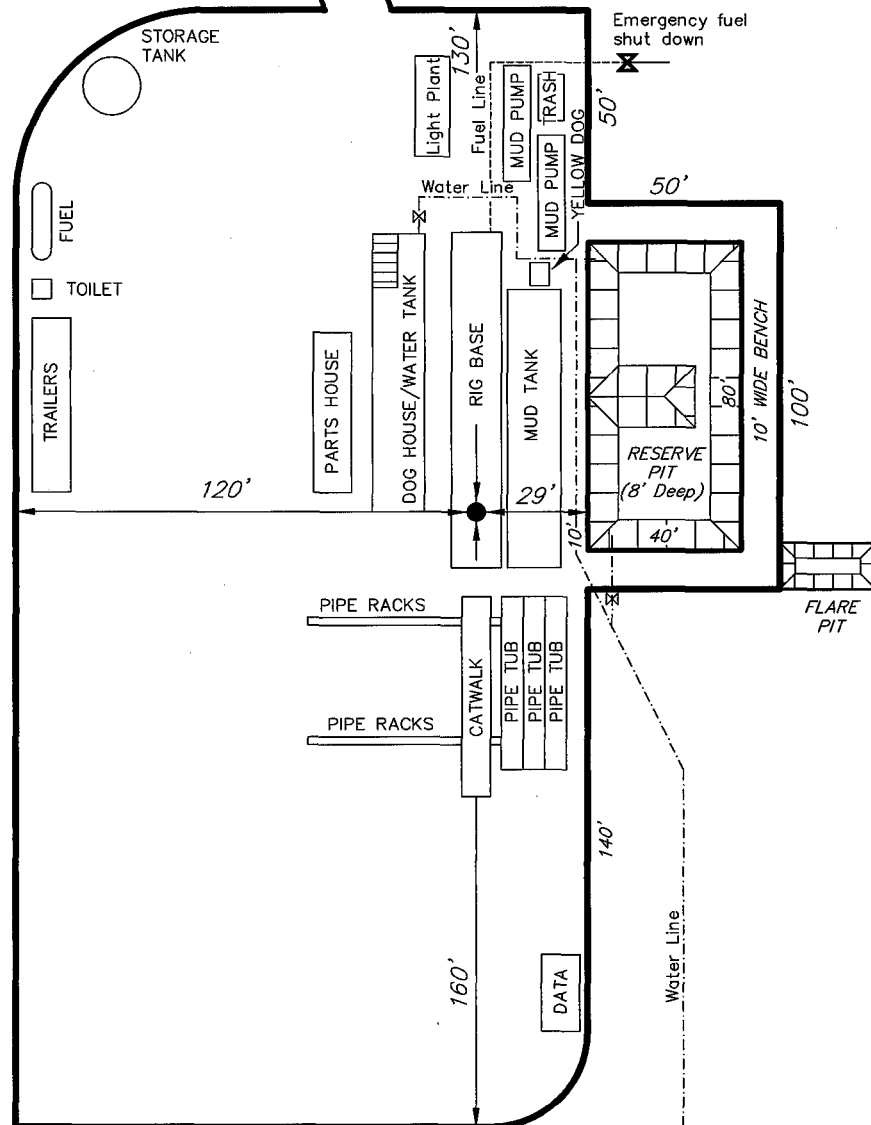 STORAGE
TANK
130'
Emergency fuel
shut down
Light Plant
Fuel Line
MUD PUMP
TRASH
50'
MUD PUMP
YELLOW DOG
Water Line
50'
FUEL
TOILET
TRAILERS
PARTS HOUSE
DOG HOUSE/WATER TANK
RIG BASE
MUD TANK
80'
10' WIDE BENCH
100'
RESERVE
PIT
(8' Deep)
120'
29'
10'
40'
FLARE
PIT
PIPE RACKS
CATWALK
PIPE TUB
PIPE TUB
PIPE TUB
PIPE RACKS
140'
160'
DATA
Water Line